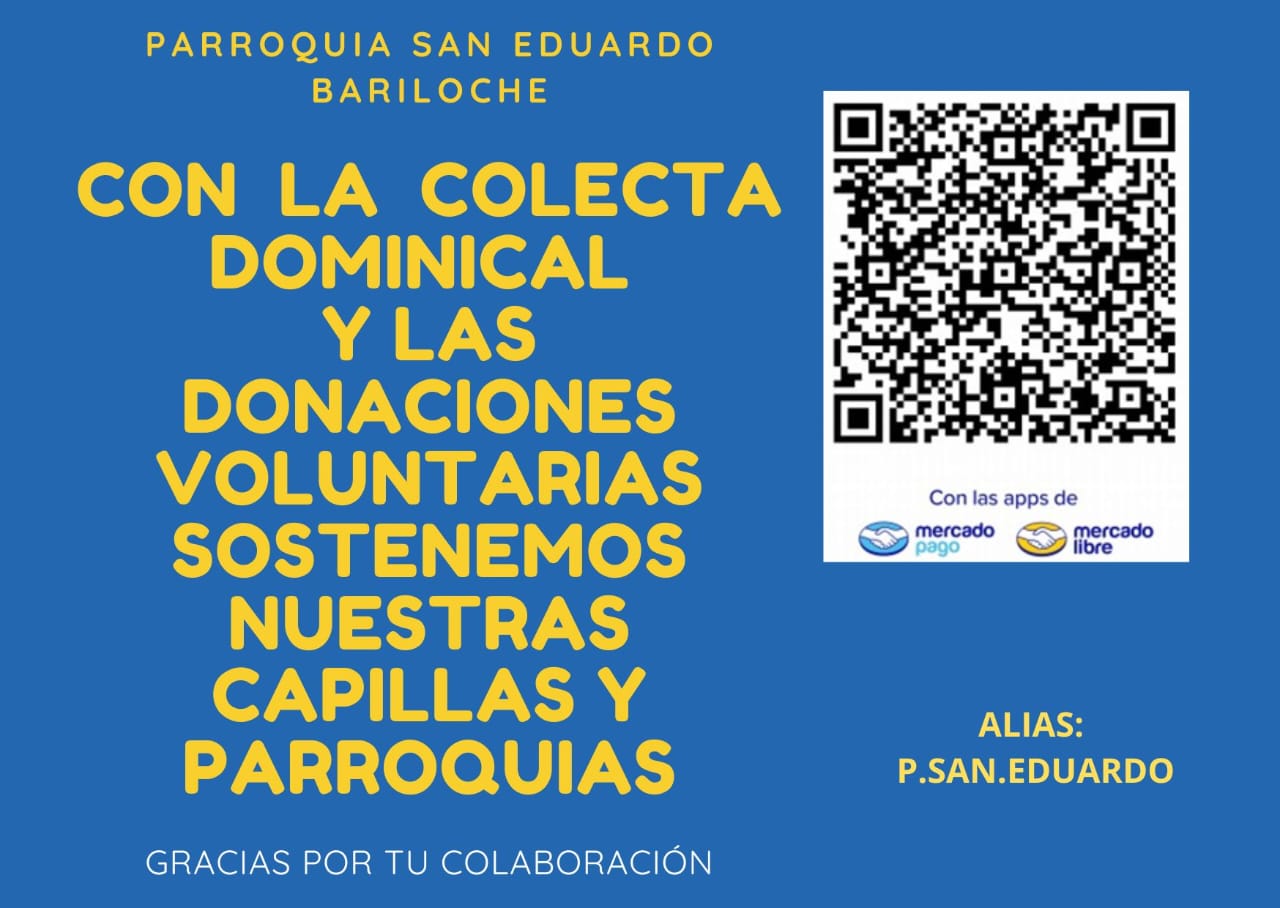 PARROQUIA SAN EDUARDO
BARILOCHE
CON LA COLECTA
DOMINICAL
Y LAS
DONACIONES
VOLUNTARIAS
SOSTENEMOS
NUESTRAS
CAPILLAS Y
PARROQUIAS
GRACIAS POR TU COLABORACIÓN
Con las apps de
mercado
pago
mercado
libre
ALIAS:
P.SAN.EDUARDO